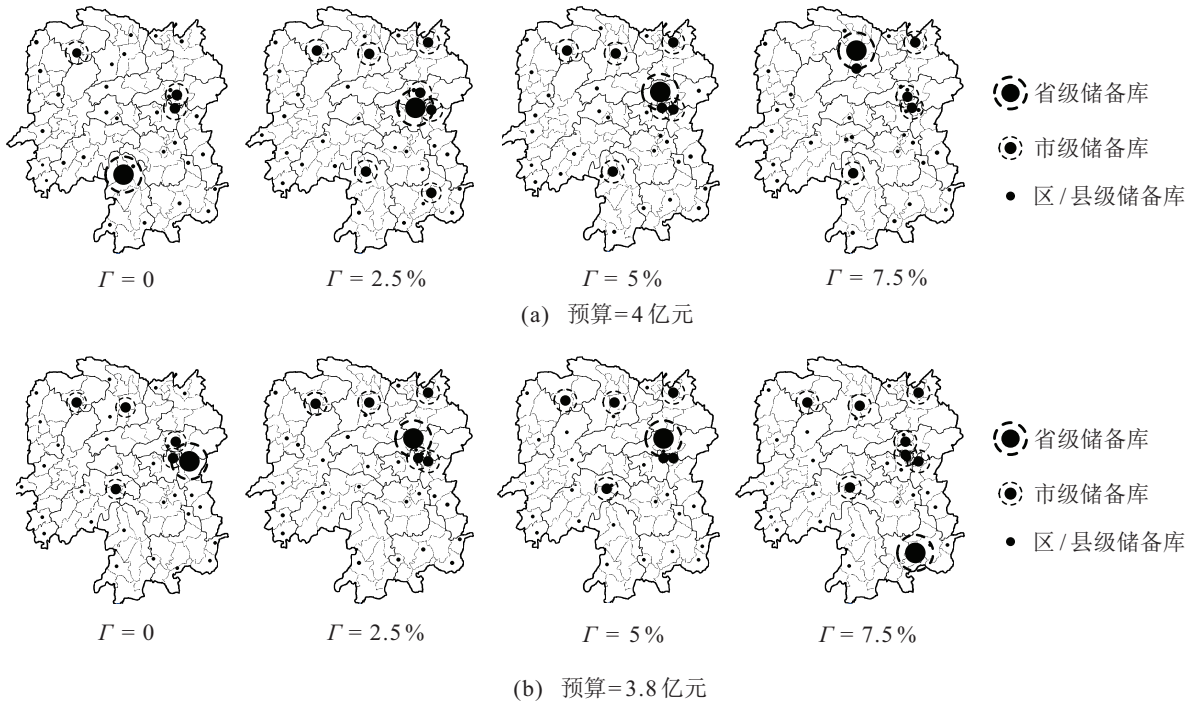 省级储备库
市级储备库
区/县级储备库
Γ = 0
Γ = 2.5%
Γ = 5%
Γ = 7.5%
(a) 预算=4亿元
省级储备库
市级储备库
区/县级储备库
Γ = 0
Γ = 2.5%
Γ = 5%
Γ = 7.5%
(b) 预算=3.8亿元